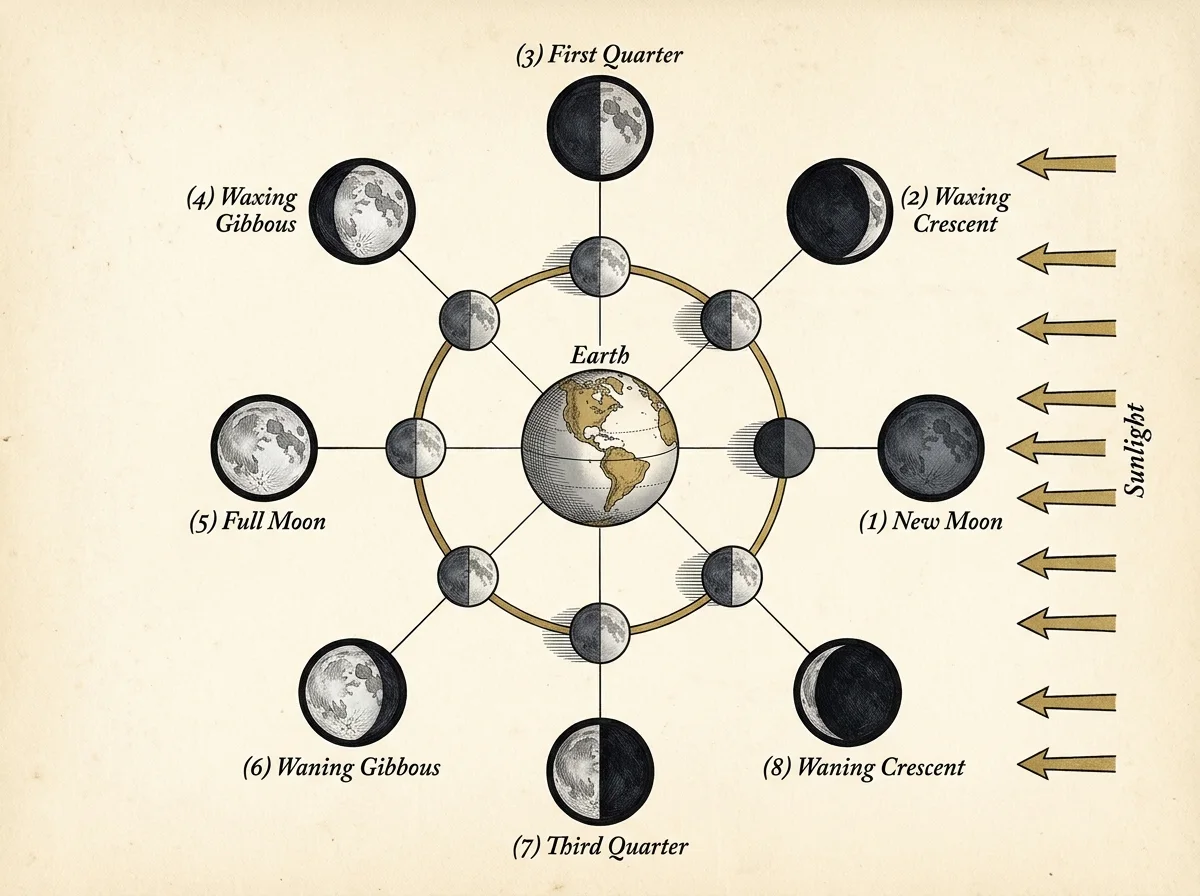 (3) First Quarter
(4) Waxing
Gibbous
(2) Waxing
Crescent
Earth
Sunlight
(5) Full Moon
(1) New Moon
(6) Waning Gibbous
(8) Waning Crescent
(7) Third Quarter